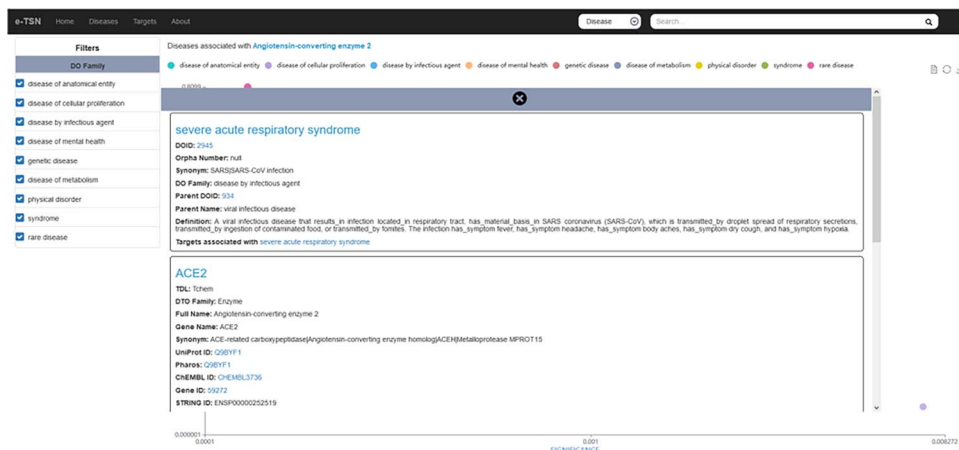 e-TSN Home Diseases Targets About Disease Search...
Filters
DO Family
disease of anatomical entity
disease of cellular proliferation
disease by infectious agent
disease of mental health
genetic disease
disease of metabolism
physical disorder
syndrome
rare disease
Diseases associated with Angiotensin-converting enzyme 2
disease of anatomical entity disease of cellular proliferation disease by infectious agent disease of mental health genetic disease disease of metabolism physical disorder syndrome rare disease
0.8099
severe acute respiratory syndrome
DOID: 2945
Orpha Number: null
Synonym: SARS|SARS-CoV infection
DO Family: disease by infectious agent
Parent DOID: 934
Parent Name: viral infectious disease
Definition: A viral infectious disease that results_in infection located_in respiratory tract, has_material_basis_in SARS coronavirus (SARS-CoV), which is transmitted_by droplet spread of respiratory secretions,
transmitted_by ingestion of contaminated food, or transmitted_by fomites. The infection has_symptom fever, has_symptom headache, has_symptom body aches, has_symptom dry cough, and has_symptom hypoxia.
Targets associated with severe acute respiratory syndrome
ACE2
TDL: Tchem
DTO Family: Enzyme
Full Name: Angiotensin-converting enzyme 2
Gene Name: ACE2
Synonym: ACE-related carboxypeptidase|Angiotensin-converting enzyme homolog|ACEH|Metalloprotease MPROT15
UniProt ID: Q9BYF1
Pharos: Q9BYF1
ChEMBL ID: CHEMBL3736
Gene ID: 59272
STRING ID: ENSP00000252519
0.000001
0.0001 0.001 0.008272
SIGNIFICANCE